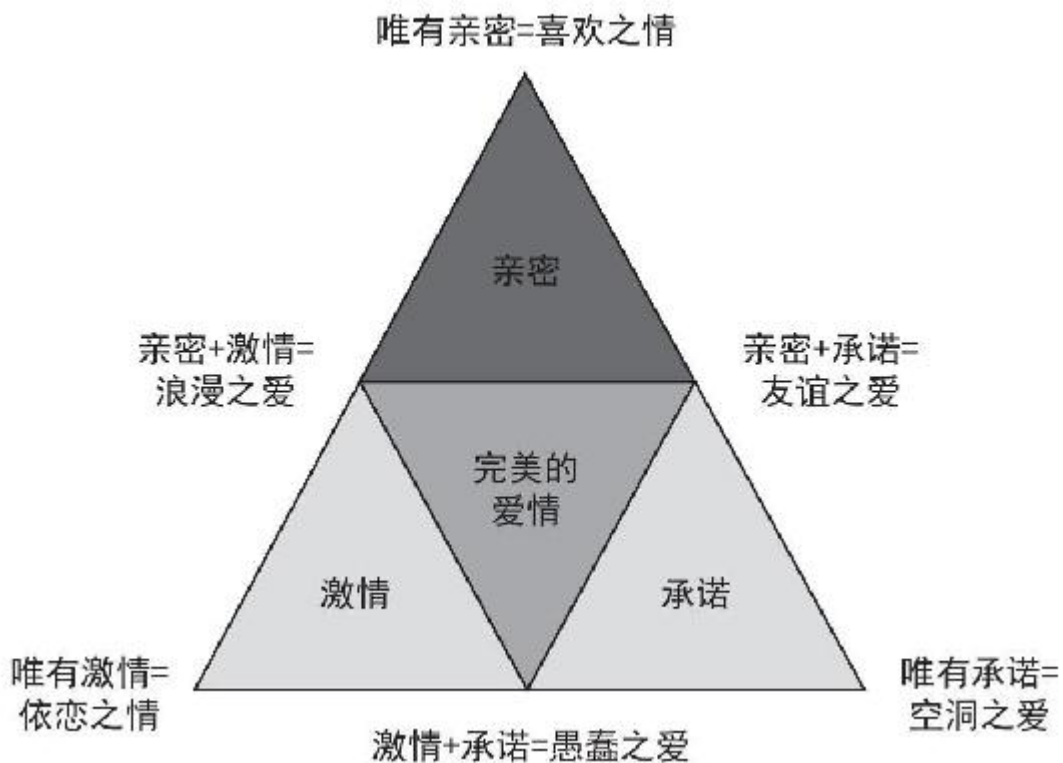 唯有亲密=喜欢之情
亲密
亲密+激情=
浪漫之爱
亲密+承诺=
友谊之爱
完美的
爱情
激情
承诺
唯有激情=
依恋之情
唯有承诺=
空洞之爱
激情+承诺=愚蠢之爱